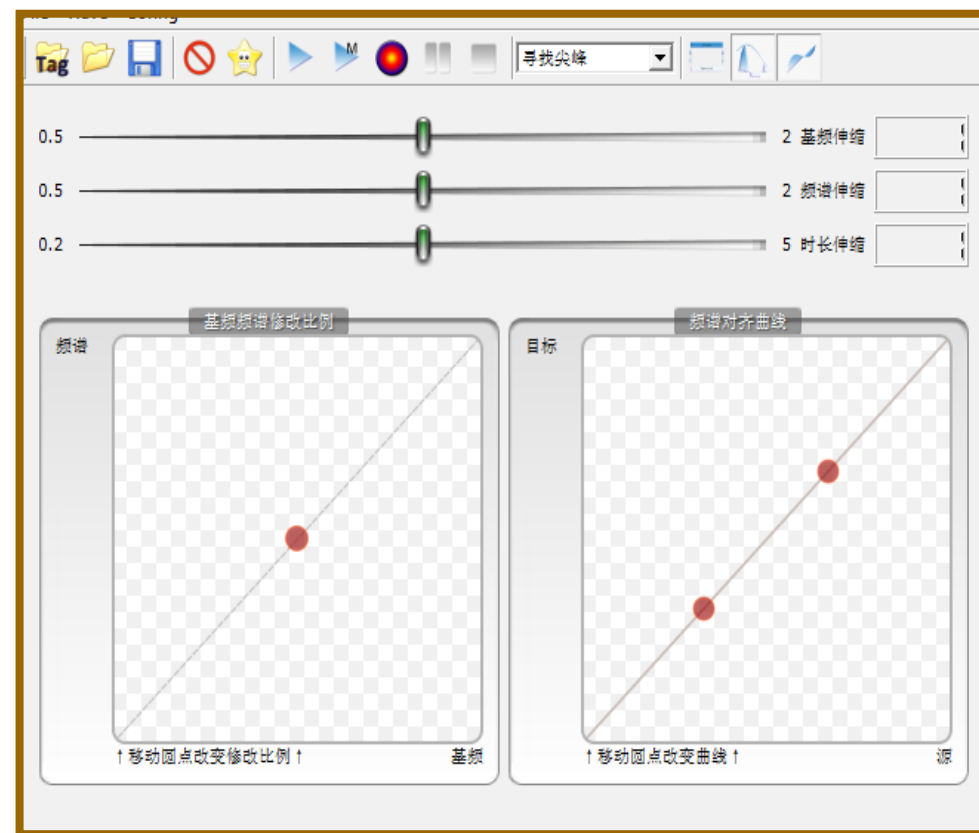 Tag
M
寻找尖峰
0.5 2 基频伸缩
0.5 2 频谱伸缩
0.2 5 时长伸缩
基频频谱修改比例
频谱
↑移动圆点改变修改比例↑ 基频
频谱对齐曲线
目标
↑移动圆点改变曲线↑ 源